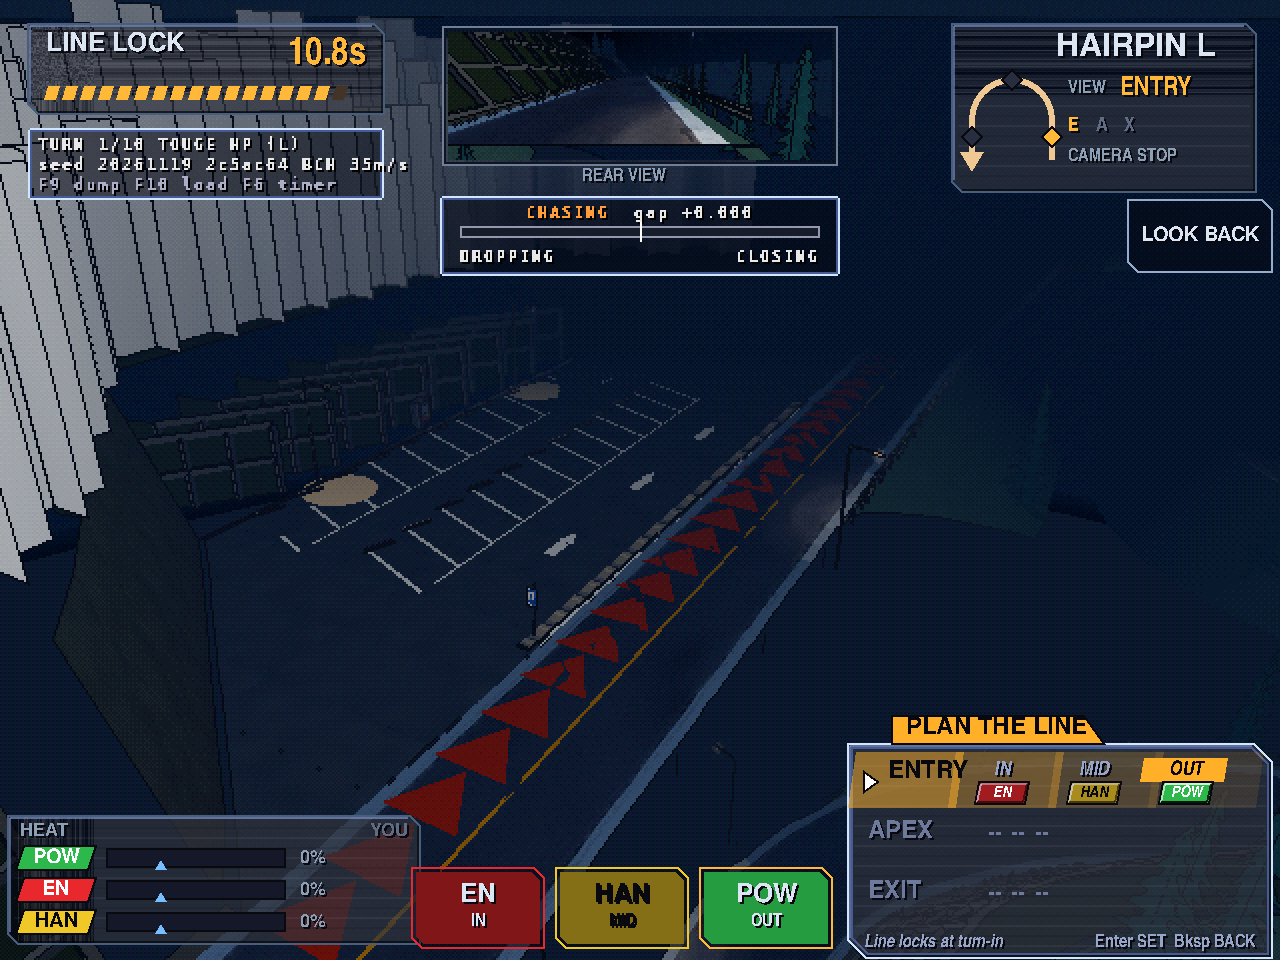 LINE LOCK
10.8s
TURN 1/10 TOUGE HP (L)
seed 20261119 2c5ac64 BCH 35m/s
F9 dump F10 load F6 timer
REAR VIEW
CHASING gap +0.000
DROPPING CLOSING
HAIRPIN L
VIEW ENTRY
E A X
CAMERA STOP
LOOK BACK
PLAN THE LINE
ENTRY IN MID OUT
EN HAN POW
APEX -- -- --
EXIT -- -- --
Line locks at turn-in Enter SET Bksp BACK
HEAT YOU
POW 0%
EN 0%
HAN 0%
EN
IN
HAN
MID
POW
OUT